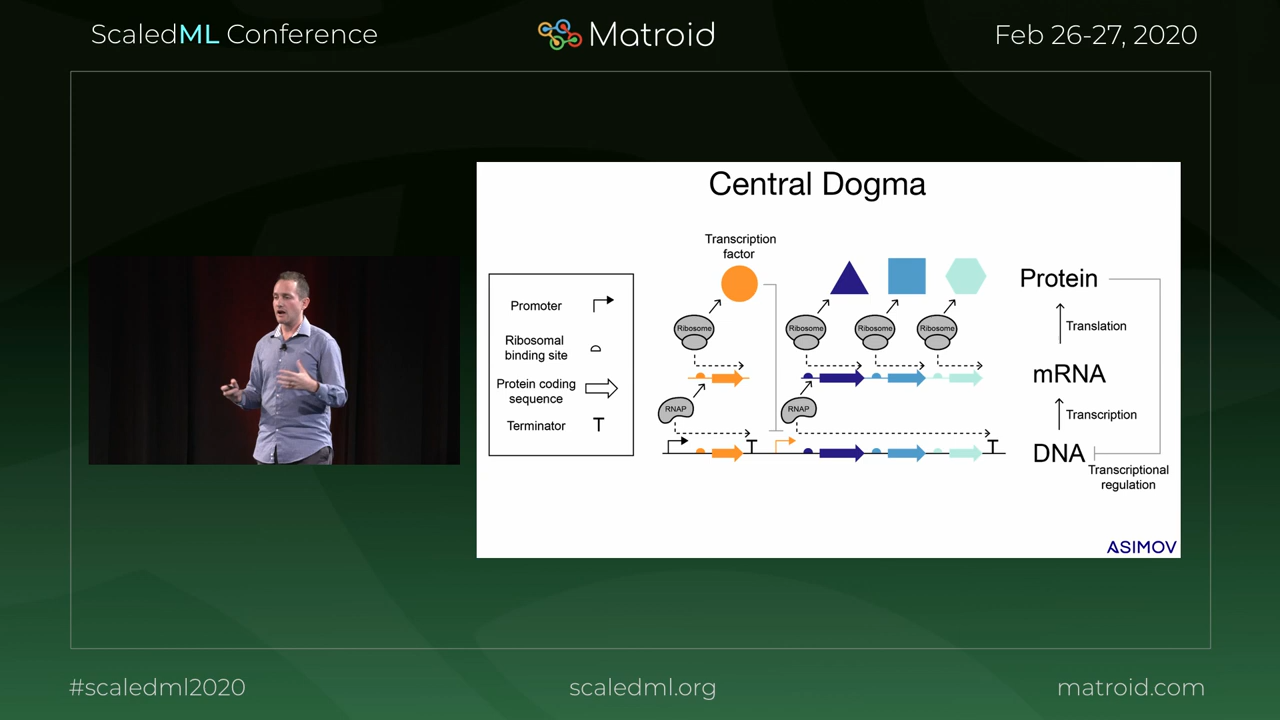 ScaledML Conference
Matroid
Feb 26-27, 2020
Central Dogma
Promoter
Ribosomal
binding site
Protein coding
sequence
Terminator
T
Transcription
factor
Ribosome
Ribosome
Ribosome
Ribosome
RNAP
RNAP
T
T
Protein
Translation
mRNA
Transcription
DNA
Transcriptional
regulation
ASIMOV
#scaledml2020
scaledml.org
matroid.com